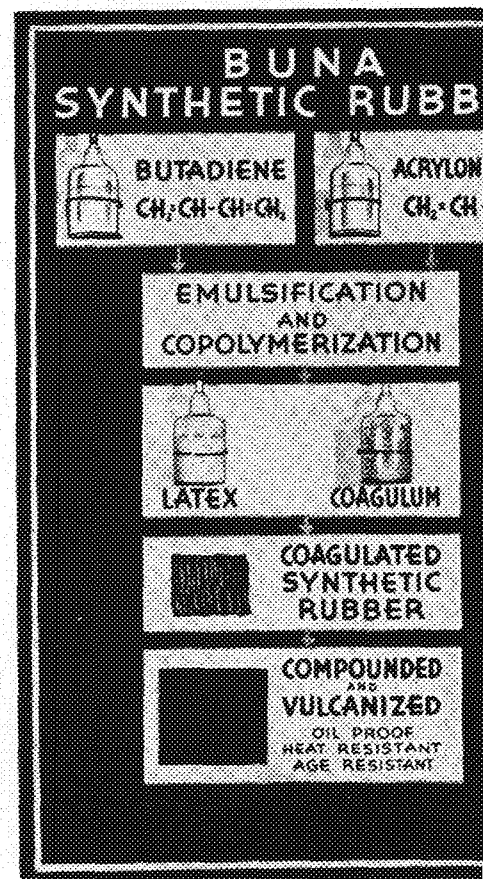 BUNA
SYNTHETIC RUBB
BUTADIENE
CH₂·CH-CH=CH₂
ACRYLON
CH₂=CH
EMULSIFICATION
AND
COPOLYMERIZATION
LATEX
COAGULUM
COAGULATED
SYNTHETIC
RUBBER
COMPOUNDED
AND
VULCANIZED
OIL PROOF
HEAT RESISTANT
AGE RESISTANT